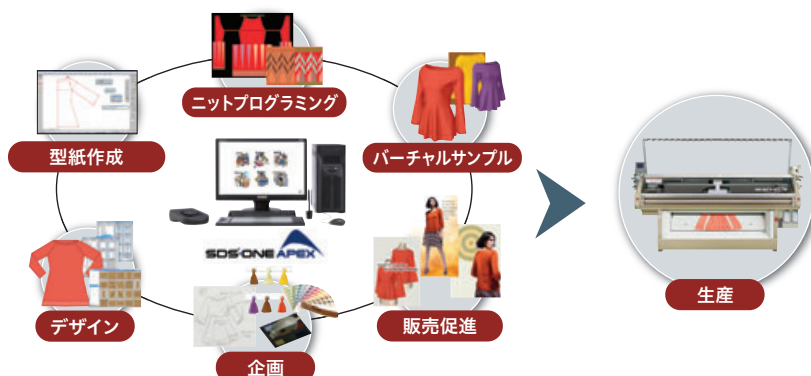 ニットプログラミング
型紙作成
バーチャルサンプル
SDS-ONE APEX
デザイン
販売促進
企画
生産